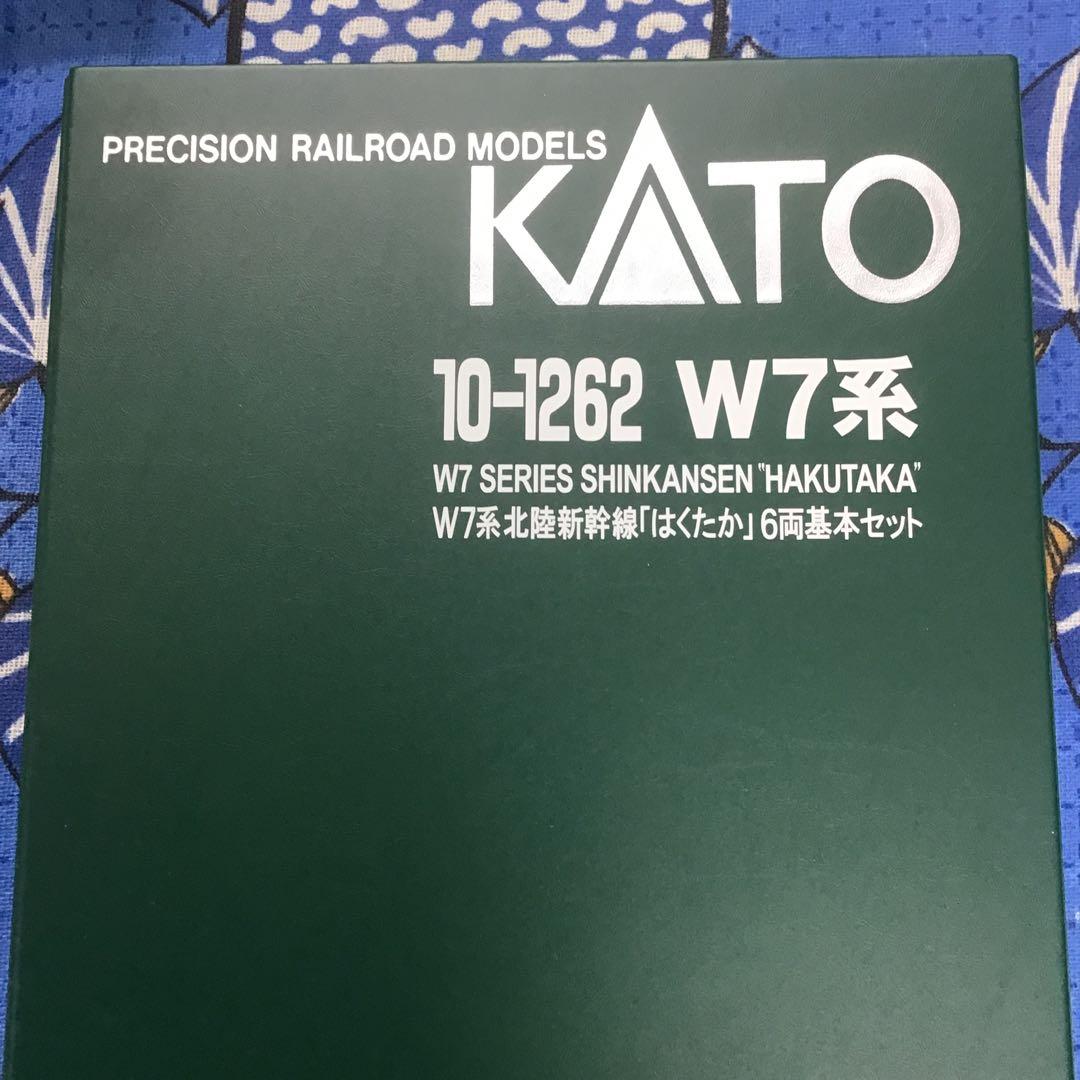 PRECISION RAILROAD MODELS
KATO
10-1262 W7系
W7 SERIES SHINKANSEN "HAKUTAKA"
W7系北陸新幹線「はくたか」6両基本セット